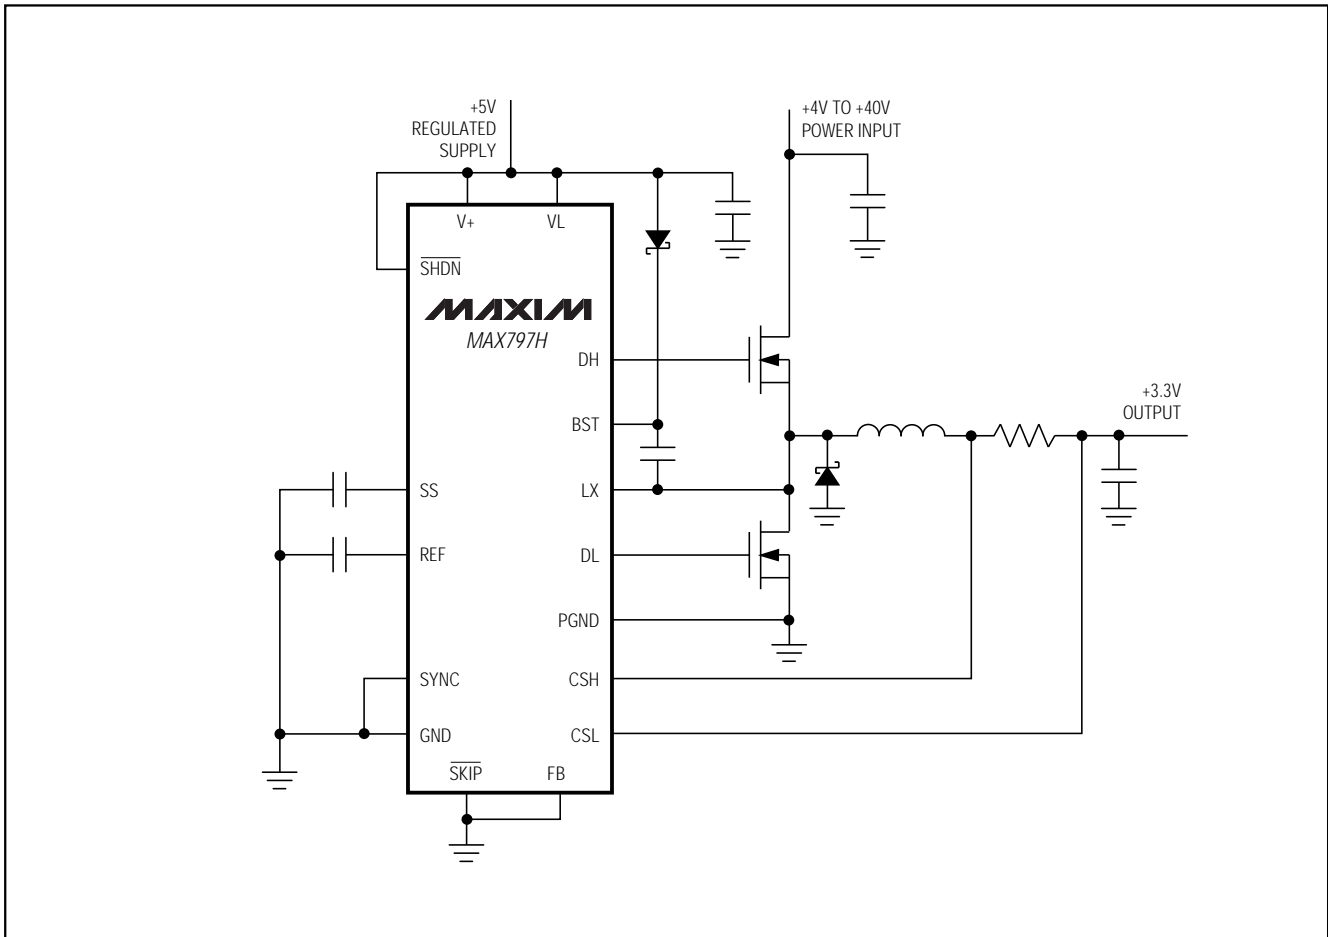 +5V
REGULATED
SUPPLY
+4V TO +40V
POWER INPUT
V+
VL
SHDN
MAXIM
MAX797H
DH
+3.3V
OUTPUT
BST
SS
LX
REF
DL
PGND
SYNC
CSH
GND
CSL
SKIP
FB